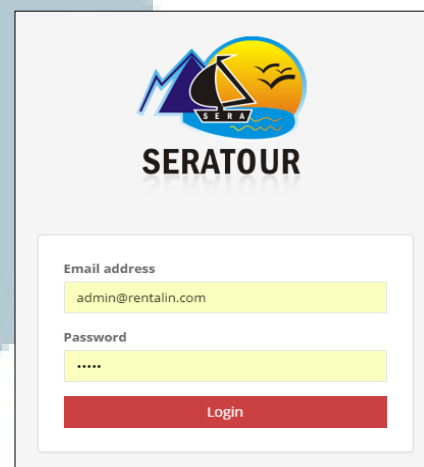 SERA
SERATOUR
Email address
admin@rentalin.com
Password
•••••
Login